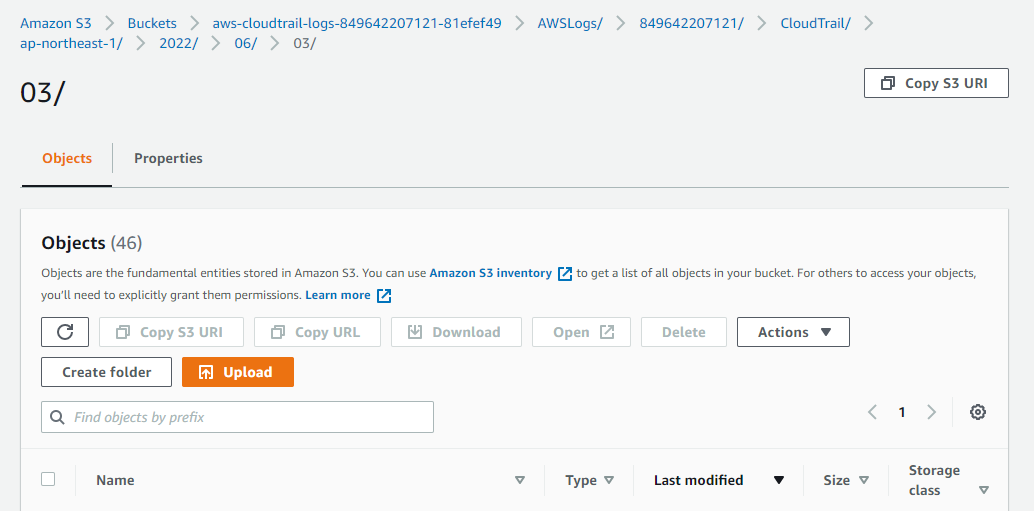 Amazon S3 Buckets aws-cloudtrail-logs-849642207121-81efef49 AWSLogs/ 849642207121/ CloudTrail/
ap-northeast-1/ 2022/ 06/ 03/
03/
Copy S3 URI
Objects Properties
Objects (46)
Objects are the fundamental entities stored in Amazon S3. You can use Amazon S3 inventory to get a list of all objects in your bucket. For others to access your objects,
you'll need to explicitly grant them permissions. Learn more
Copy S3 URI Copy URL Download Open Delete Actions
Create folder Upload
Find objects by prefix
1
Name Type Last modified Size Storage
class